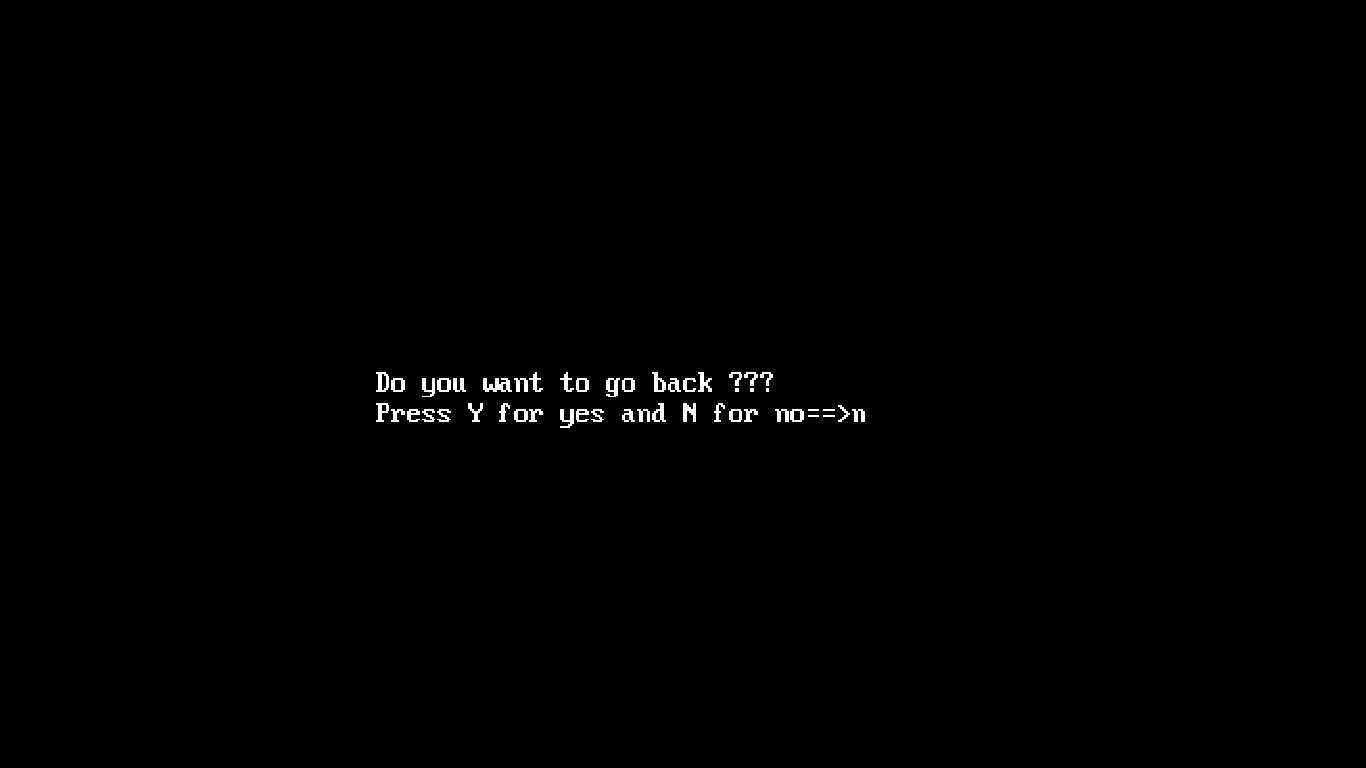 Do you want to go back ???
Press Y for yes and N for no==>n